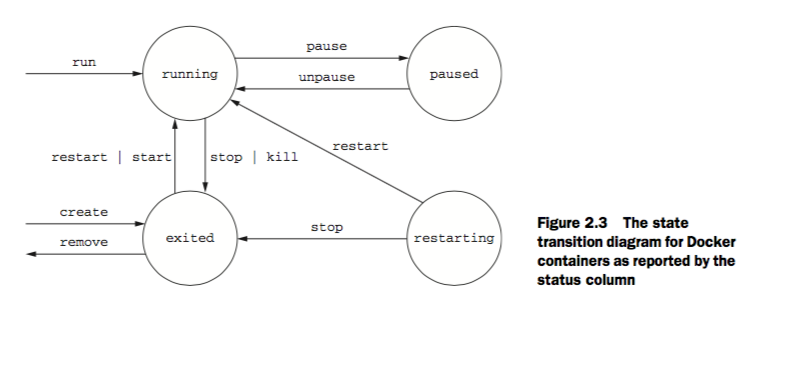 pause
run
running
paused
unpause
restart
restart | start
stop | kill
create
stop
exited
restarting
remove
Figure 2.3 The state
transition diagram for Docker
containers as reported by the
status column